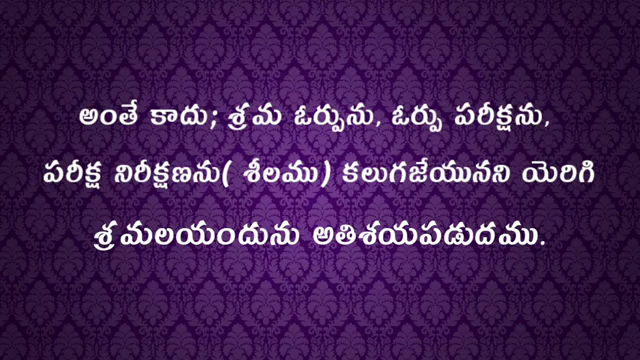 అంతే కాదు; శ్రమ ఓర్పును, ఓర్పు పరీక్షను,
పరీక్ష నిరీక్షణను( శీలము) కలుగజేయునని యెరిగి
శ్రమలయందును అతిశయపడుదము.